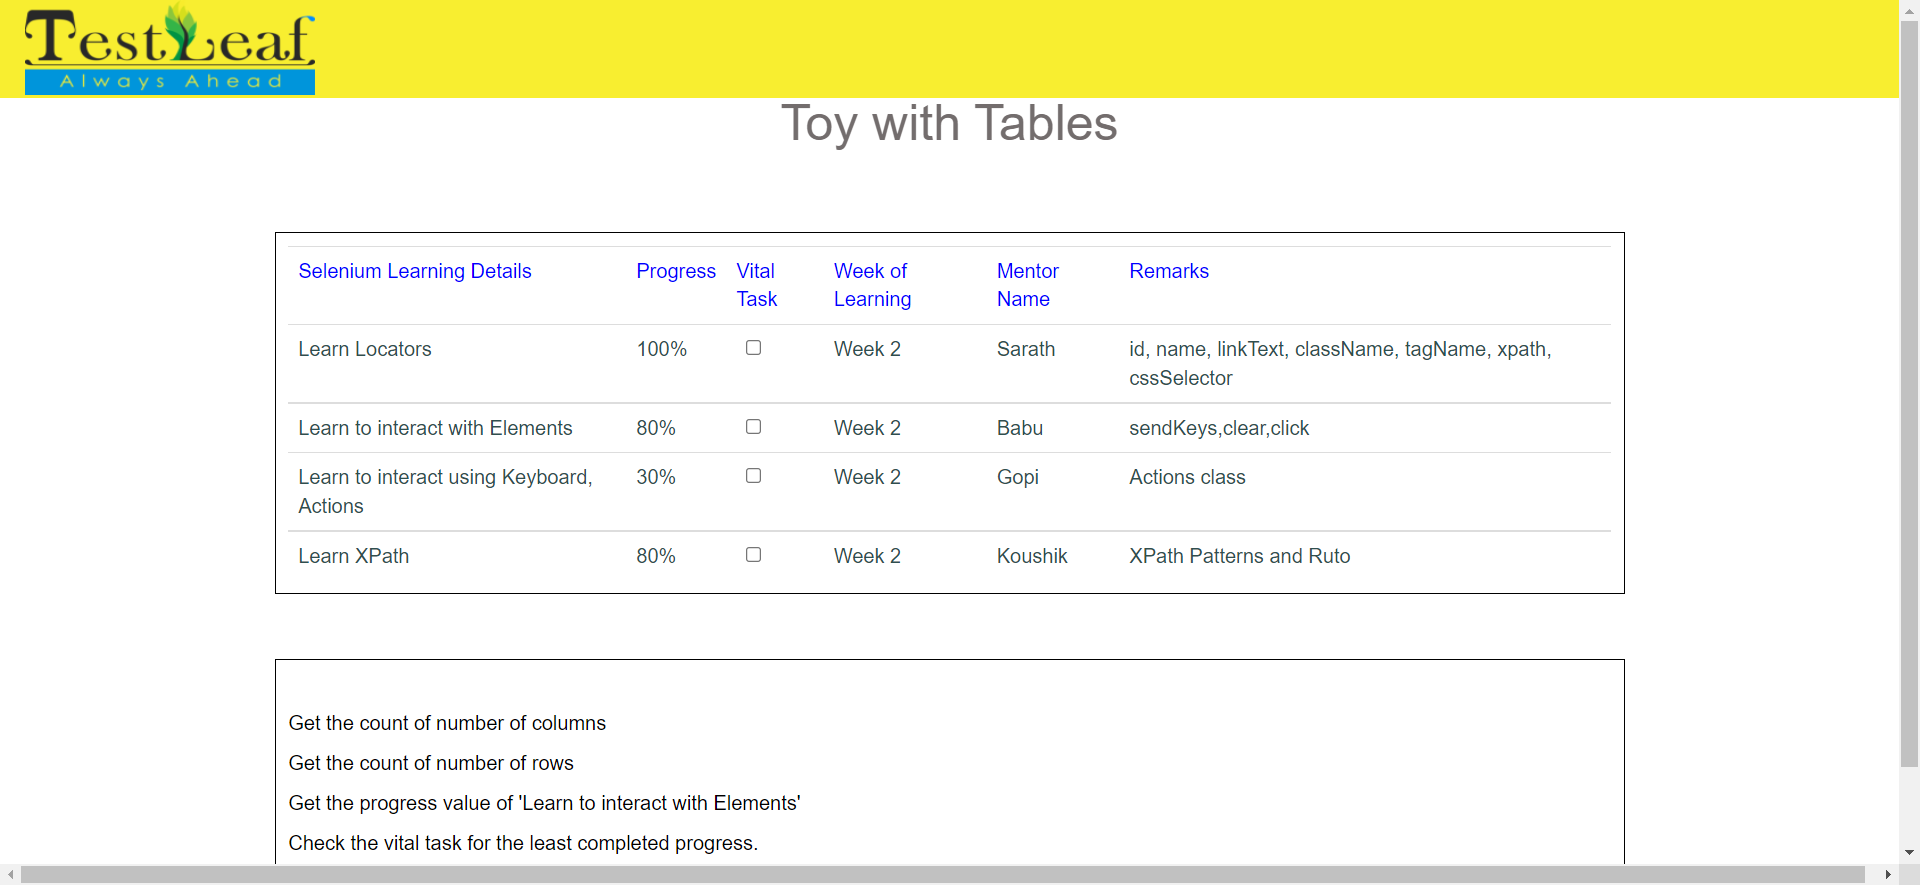 TestLeaf
Always Ahead
Toy with Tables
Selenium Learning Details Progress Vital Task Week of Learning Mentor Name Remarks
Learn Locators 100% Week 2 Sarath id, name, linkText, className, tagName, xpath, cssSelector
Learn to interact with Elements 80% Week 2 Babu sendKeys,clear,click
Learn to interact using Keyboard, Actions 30% Week 2 Gopi Actions class
Learn XPath 80% Week 2 Koushik XPath Patterns and Ruto
Get the count of number of columns
Get the count of number of rows
Get the progress value of 'Learn to interact with Elements'
Check the vital task for the least completed progress.